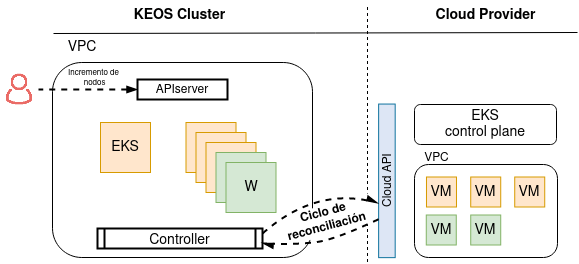 KEOS Cluster
Cloud Provider
VPC
Incremento de
nodos
APIserver
EKS
W
Controller
Ciclo de
reconciliación
Cloud API
EKS
control plane
VPC
VM VM VM
VM VM